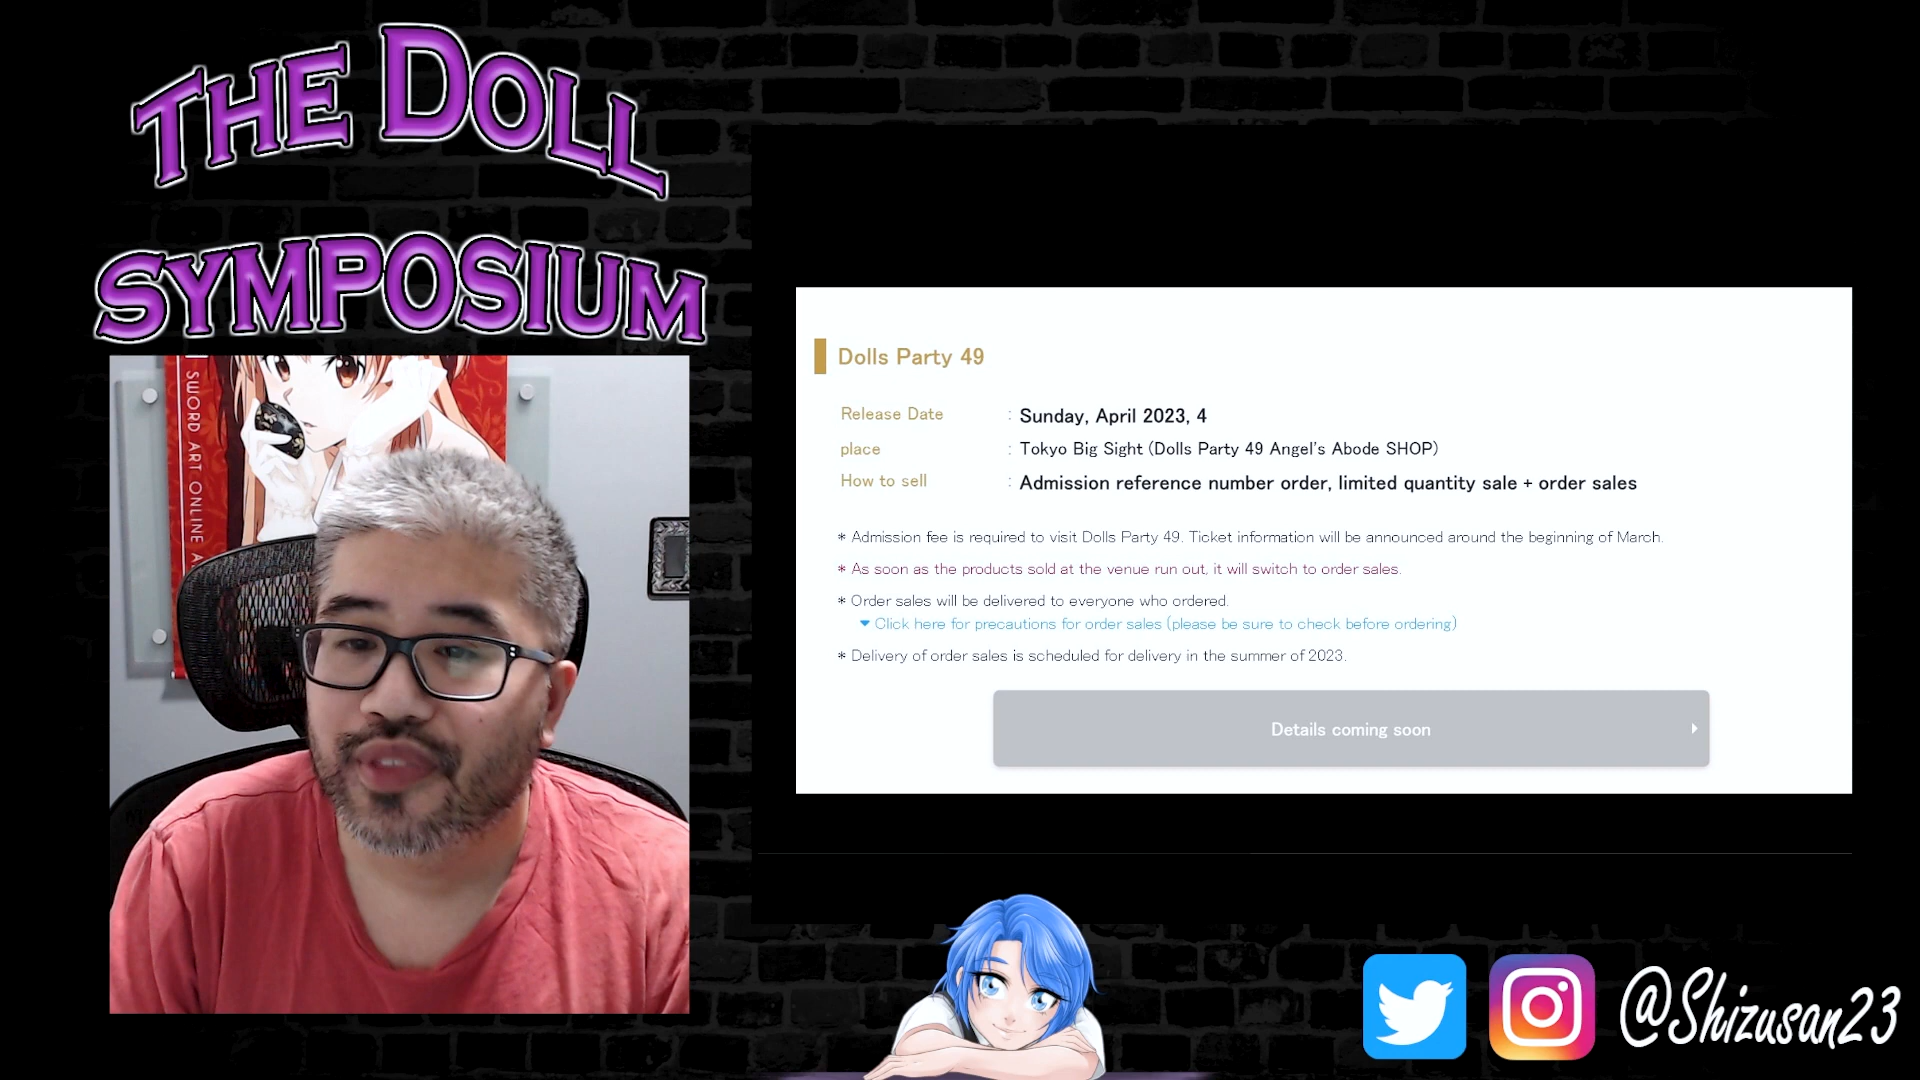 THE DOLL
SYMPOSIUM
SWORD ART ONLINE A
Dolls Party 49
Release Date : Sunday, April 2023, 4
place : Tokyo Big Sight (Dolls Party 49 Angel's Abode SHOP)
How to sell : Admission reference number order, limited quantity sale + order sales
* Admission fee is required to visit Dolls Party 49. Ticket information will be announced around the beginning of March.
* As soon as the products sold at the venue run out, it will switch to order sales.
* Order sales will be delivered to everyone who ordered.
Click here for precautions for order sales (please be sure to check before ordering)
* Delivery of order sales is scheduled for delivery in the summer of 2023.
Details coming soon
@Shizusan23